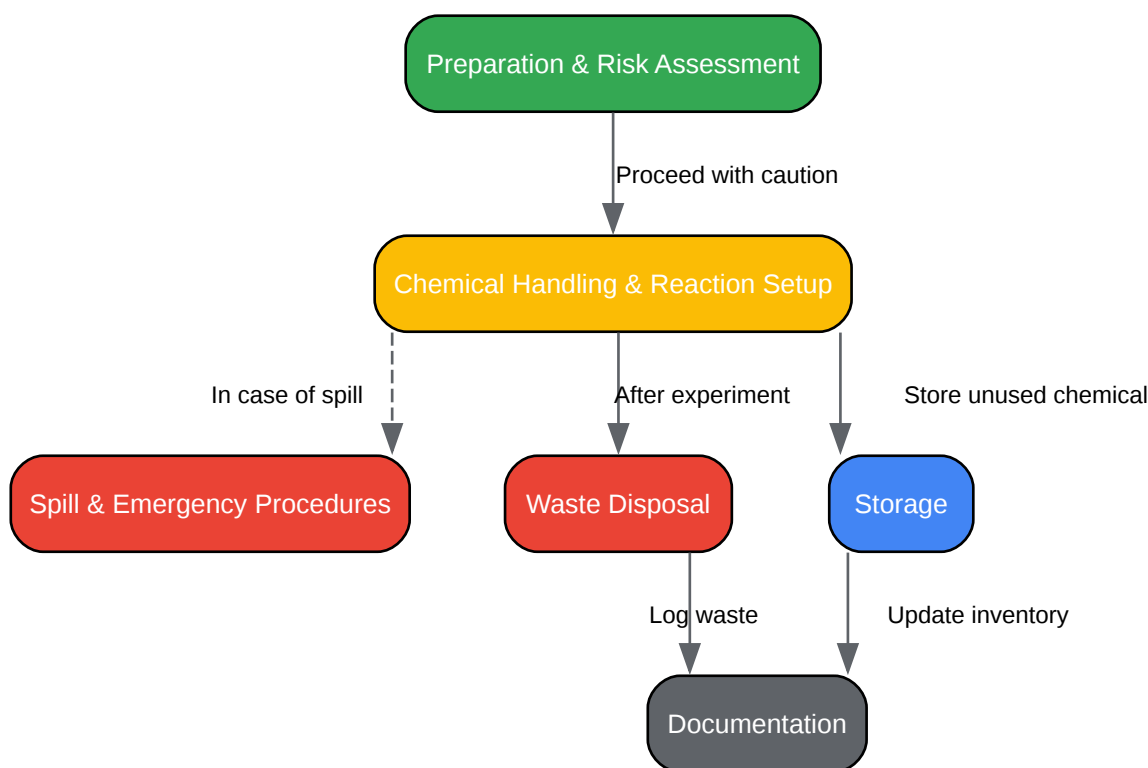 Preparation & Risk Assessment
Proceed with caution
Chemical Handling & Reaction Setup
In case of spill
After experiment
Store unused chemical
Spill & Emergency Procedures
Waste Disposal
Storage
Log waste
Update inventory
Documentation